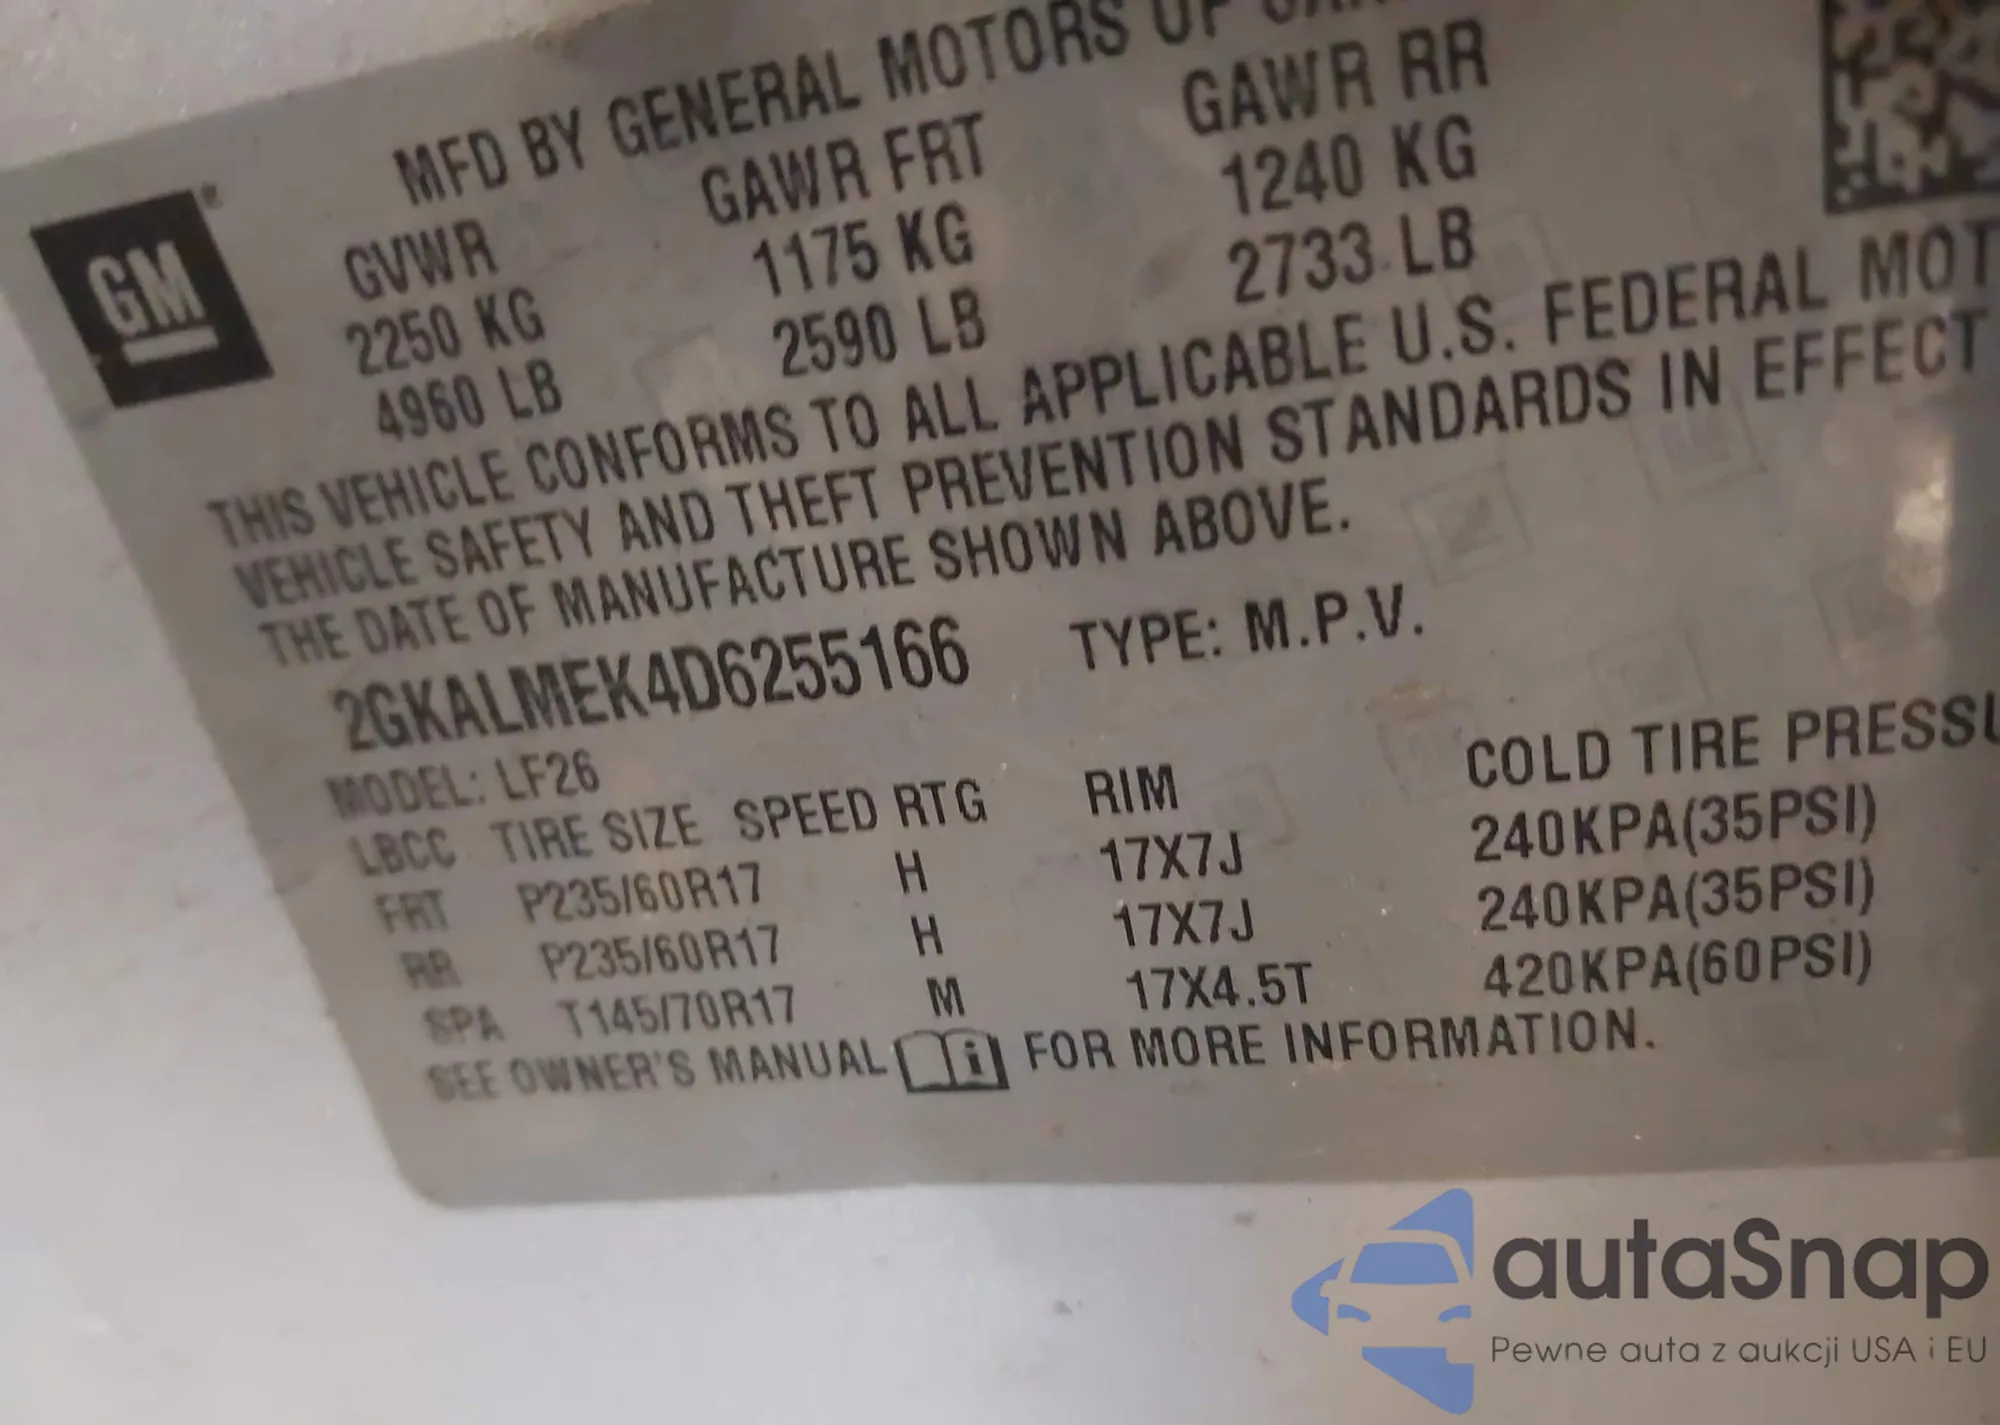 MFD BY GENERAL MOTORS OF
GVWR GAWR FRT GAWR RR
2250 KG 1175 KG 1240 KG
4960 LB 2590 LB 2733 LB
THIS VEHICLE CONFORMS TO ALL APPLICABLE U.S. FEDERAL MOT
VEHICLE SAFETY AND THEFT PREVENTION STANDARDS IN EFFECT
THE DATE OF MANUFACTURE SHOWN ABOVE.
2GKALMEK4D6255166 TYPE: M.P.V.
MODEL: LF26
LBCC TIRE SIZE SPEED RTG RIM COLD TIRE PRESSU
FRT P235/60R17 H 17X7J 240KPA(35PSI)
RR P235/60R17 H 17X7J 240KPA(35PSI)
SPA T145/70R17 M 17X4.5T 420KPA(60PSI)
SEE OWNER'S MANUAL i FOR MORE INFORMATION.
GM
autaSnap
Pewne auta z aukcji USA i EU